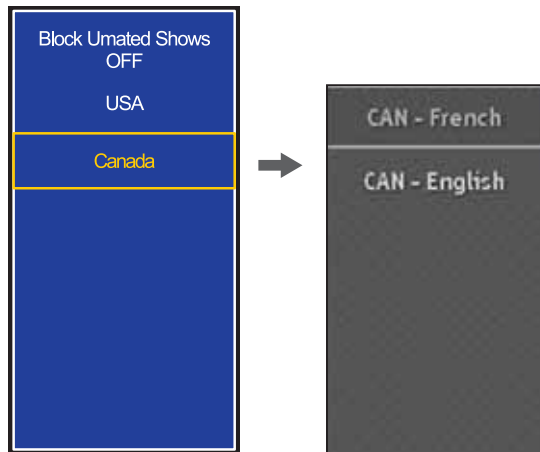 Block Umated Shows
OFF
USA
Canada
CAN - French
CAN - English